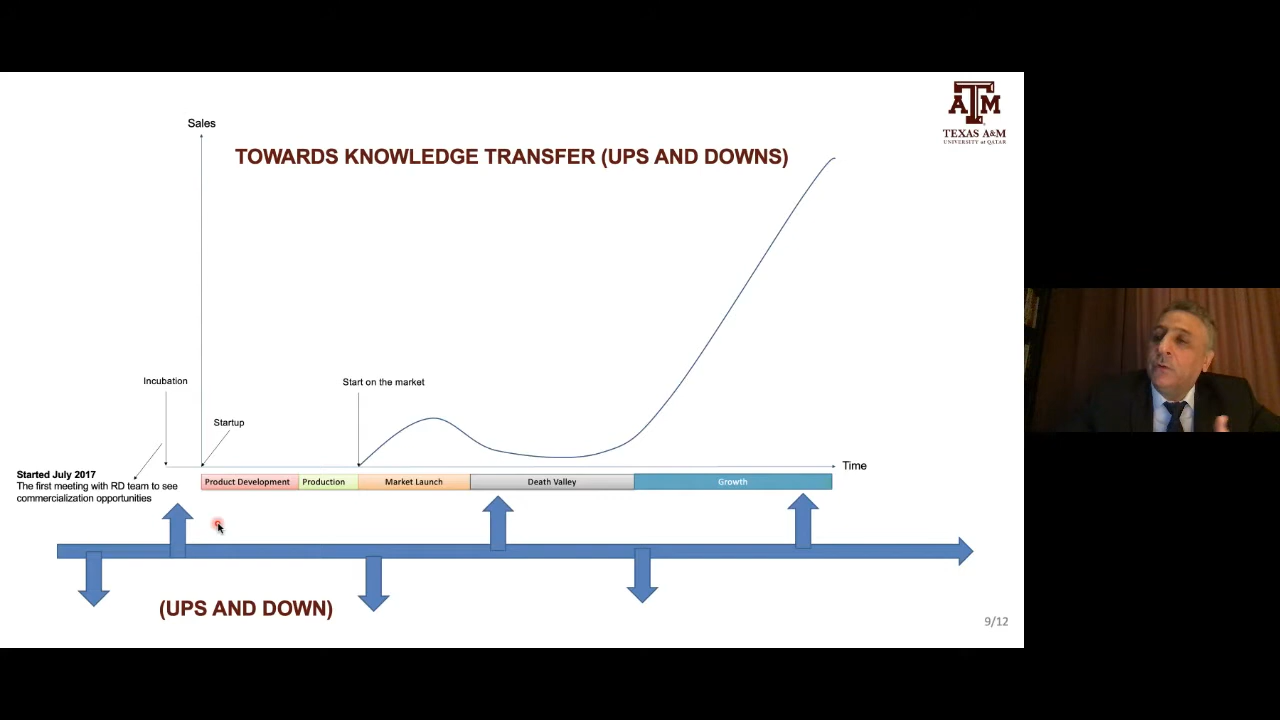 Sales
TOWARDS KNOWLEDGE TRANSFER (UPS AND DOWNS)
ATM
TEXAS A&M
UNIVERSITY at QATAR
Incubation
Start on the market
Startup
Started July 2017
The first meeting with RD team to see
commercialization opportunities
Time
Product Development
Production
Market Launch
Death Valley
Growth
(UPS AND DOWN)
9/12